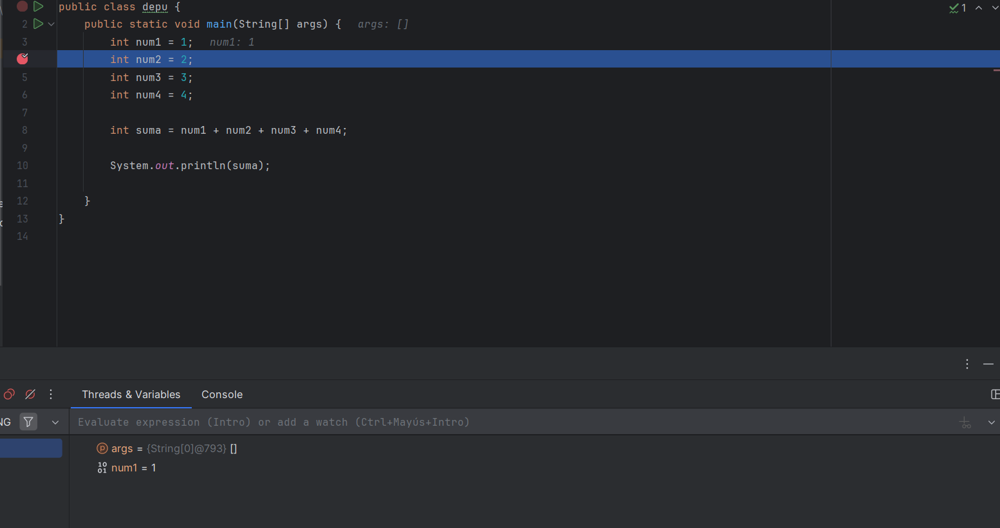 public class depu {
2 public static void main(String[] args) { args: []
3 int num1 = 1; num1: 1
int num2 = 2;
5 int num3 = 3;
6 int num4 = 4;
7
8 int suma = num1 + num2 + num3 + num4;
9
10 System.out.println(suma);
11
12 }
13 }
14
1
Threads & Variables Console
NG Evaluate expression (Intro) or add a watch (Ctrl+Mayús+Intro)
args = {String[0]@793} []
num1 = 1